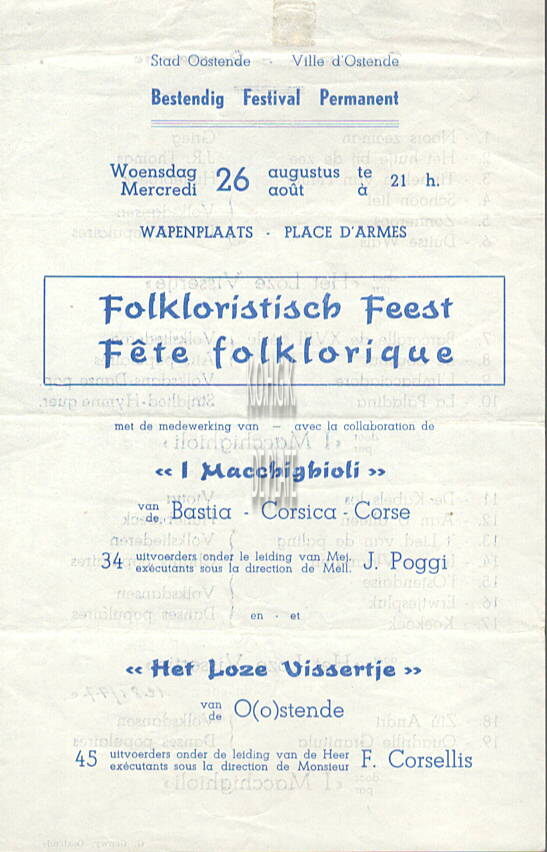 Stad Oostende - Ville d'Ostende
Bestendig Festival Permanent
Woensdag 26 augustus te 21 h.
Mercredi août à
WAPENPLAATS - PLACE D'ARMES
Folkloristisch Feest
Fête folklorique
met de medewerking van - avec la collaboration de
« I Macchighioli »
van Bastia - Corsica - Corse
de
34 uitvoerders onder le leiding van Mej. J. Poggi
exécutants sous la direction de Mell.
en - et
« Het Loze Vissertje »
van O(o)stende
de
45 uitvoerders onder de leiding van de Heer F. Corsellis
exécutants sous la direction de Monsieur